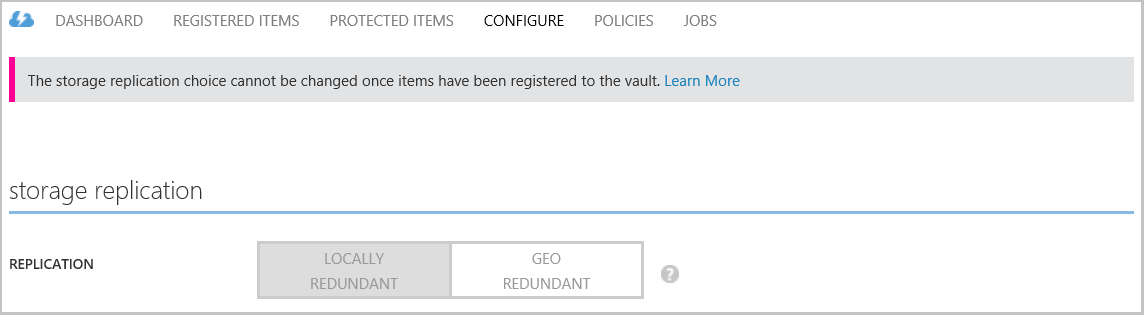 DASHBOARD REGISTERED ITEMS PROTECTED ITEMS CONFIGURE POLICIES JOBS
The storage replication choice cannot be changed once items have been registered to the vault. Learn More
storage replication
REPLICATION
LOCALLY REDUNDANT
GEO REDUNDANT
?